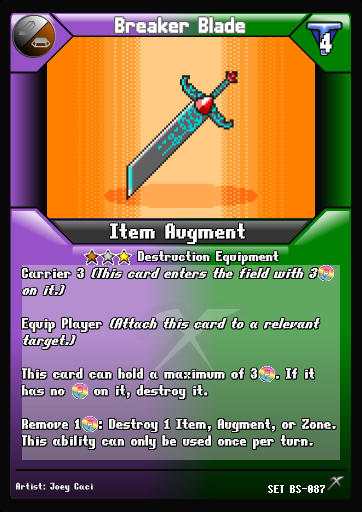 Breaker Blade
4
Item Augment
Destruction Equipment
Carrier 3 (This card enters the field with 3
on it.)
Equip Player (Attach this card to a relevant
target.)
This card can hold a maximum of 3 . If it
has no on it, destroy it.
Remove 1 : Destroy 1 Item, Augment, or Zone.
This ability can only be used once per turn.
Artist: Joey Caci
SET BS-087